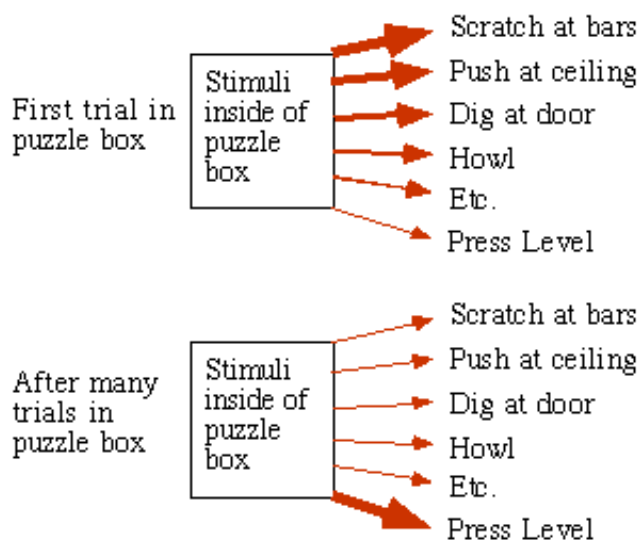 Scratch at bars
Push at ceiling
First trial in
puzzle box
Stimuli
inside of
puzzle
box
Dig at door
Howl
Etc.
Press Level
Scratch at bars
Push at ceiling
After many
trials in
puzzle box
Stimuli
inside of
puzzle
box
Dig at door
Howl
Etc.
Press Level